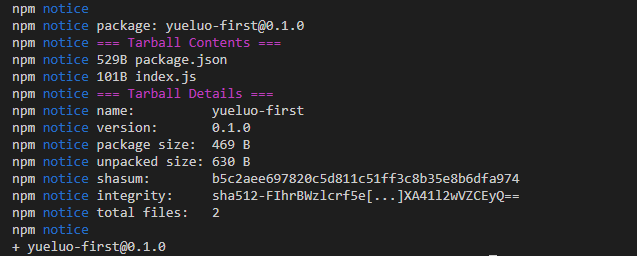 npm notice
npm notice package: yueluo-first@0.1.0
npm notice === Tarball Contents ===
npm notice 529B package.json
npm notice 101B index.js
npm notice === Tarball Details ===
npm notice name:          yueluo-first
npm notice version:       0.1.0
npm notice package size:  469 B
npm notice unpacked size: 630 B
npm notice shasum:        b5c2aee697820c5d811c51ff3c8b35e8b6dfa974
npm notice integrity:     sha512-FIhrBWzlcrf5e[...]XA41l2wVZCEyQ==
npm notice total files:   2
npm notice
+ yueluo-first@0.1.0